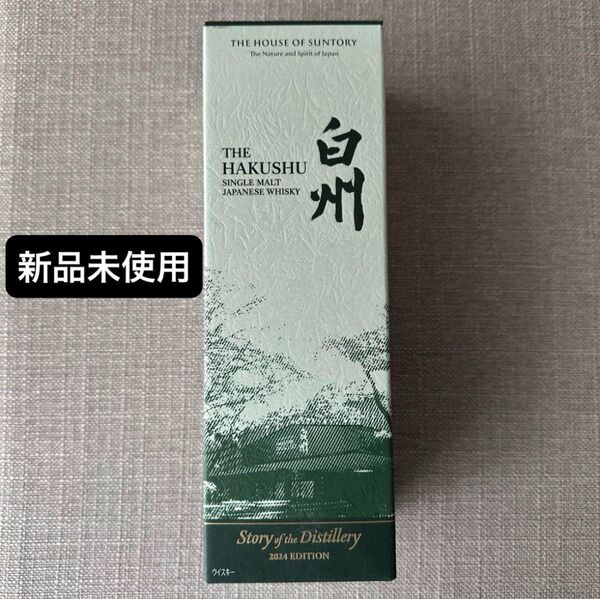 THE HOUSE OF SUNTORY
The Nature and Spirit of Japan
THE
HAKUSHU
SINGLE MALT
JAPANESE WHISKY
白州
新品未使用
Story of the Distillery
2024 EDITION
ウイスキー